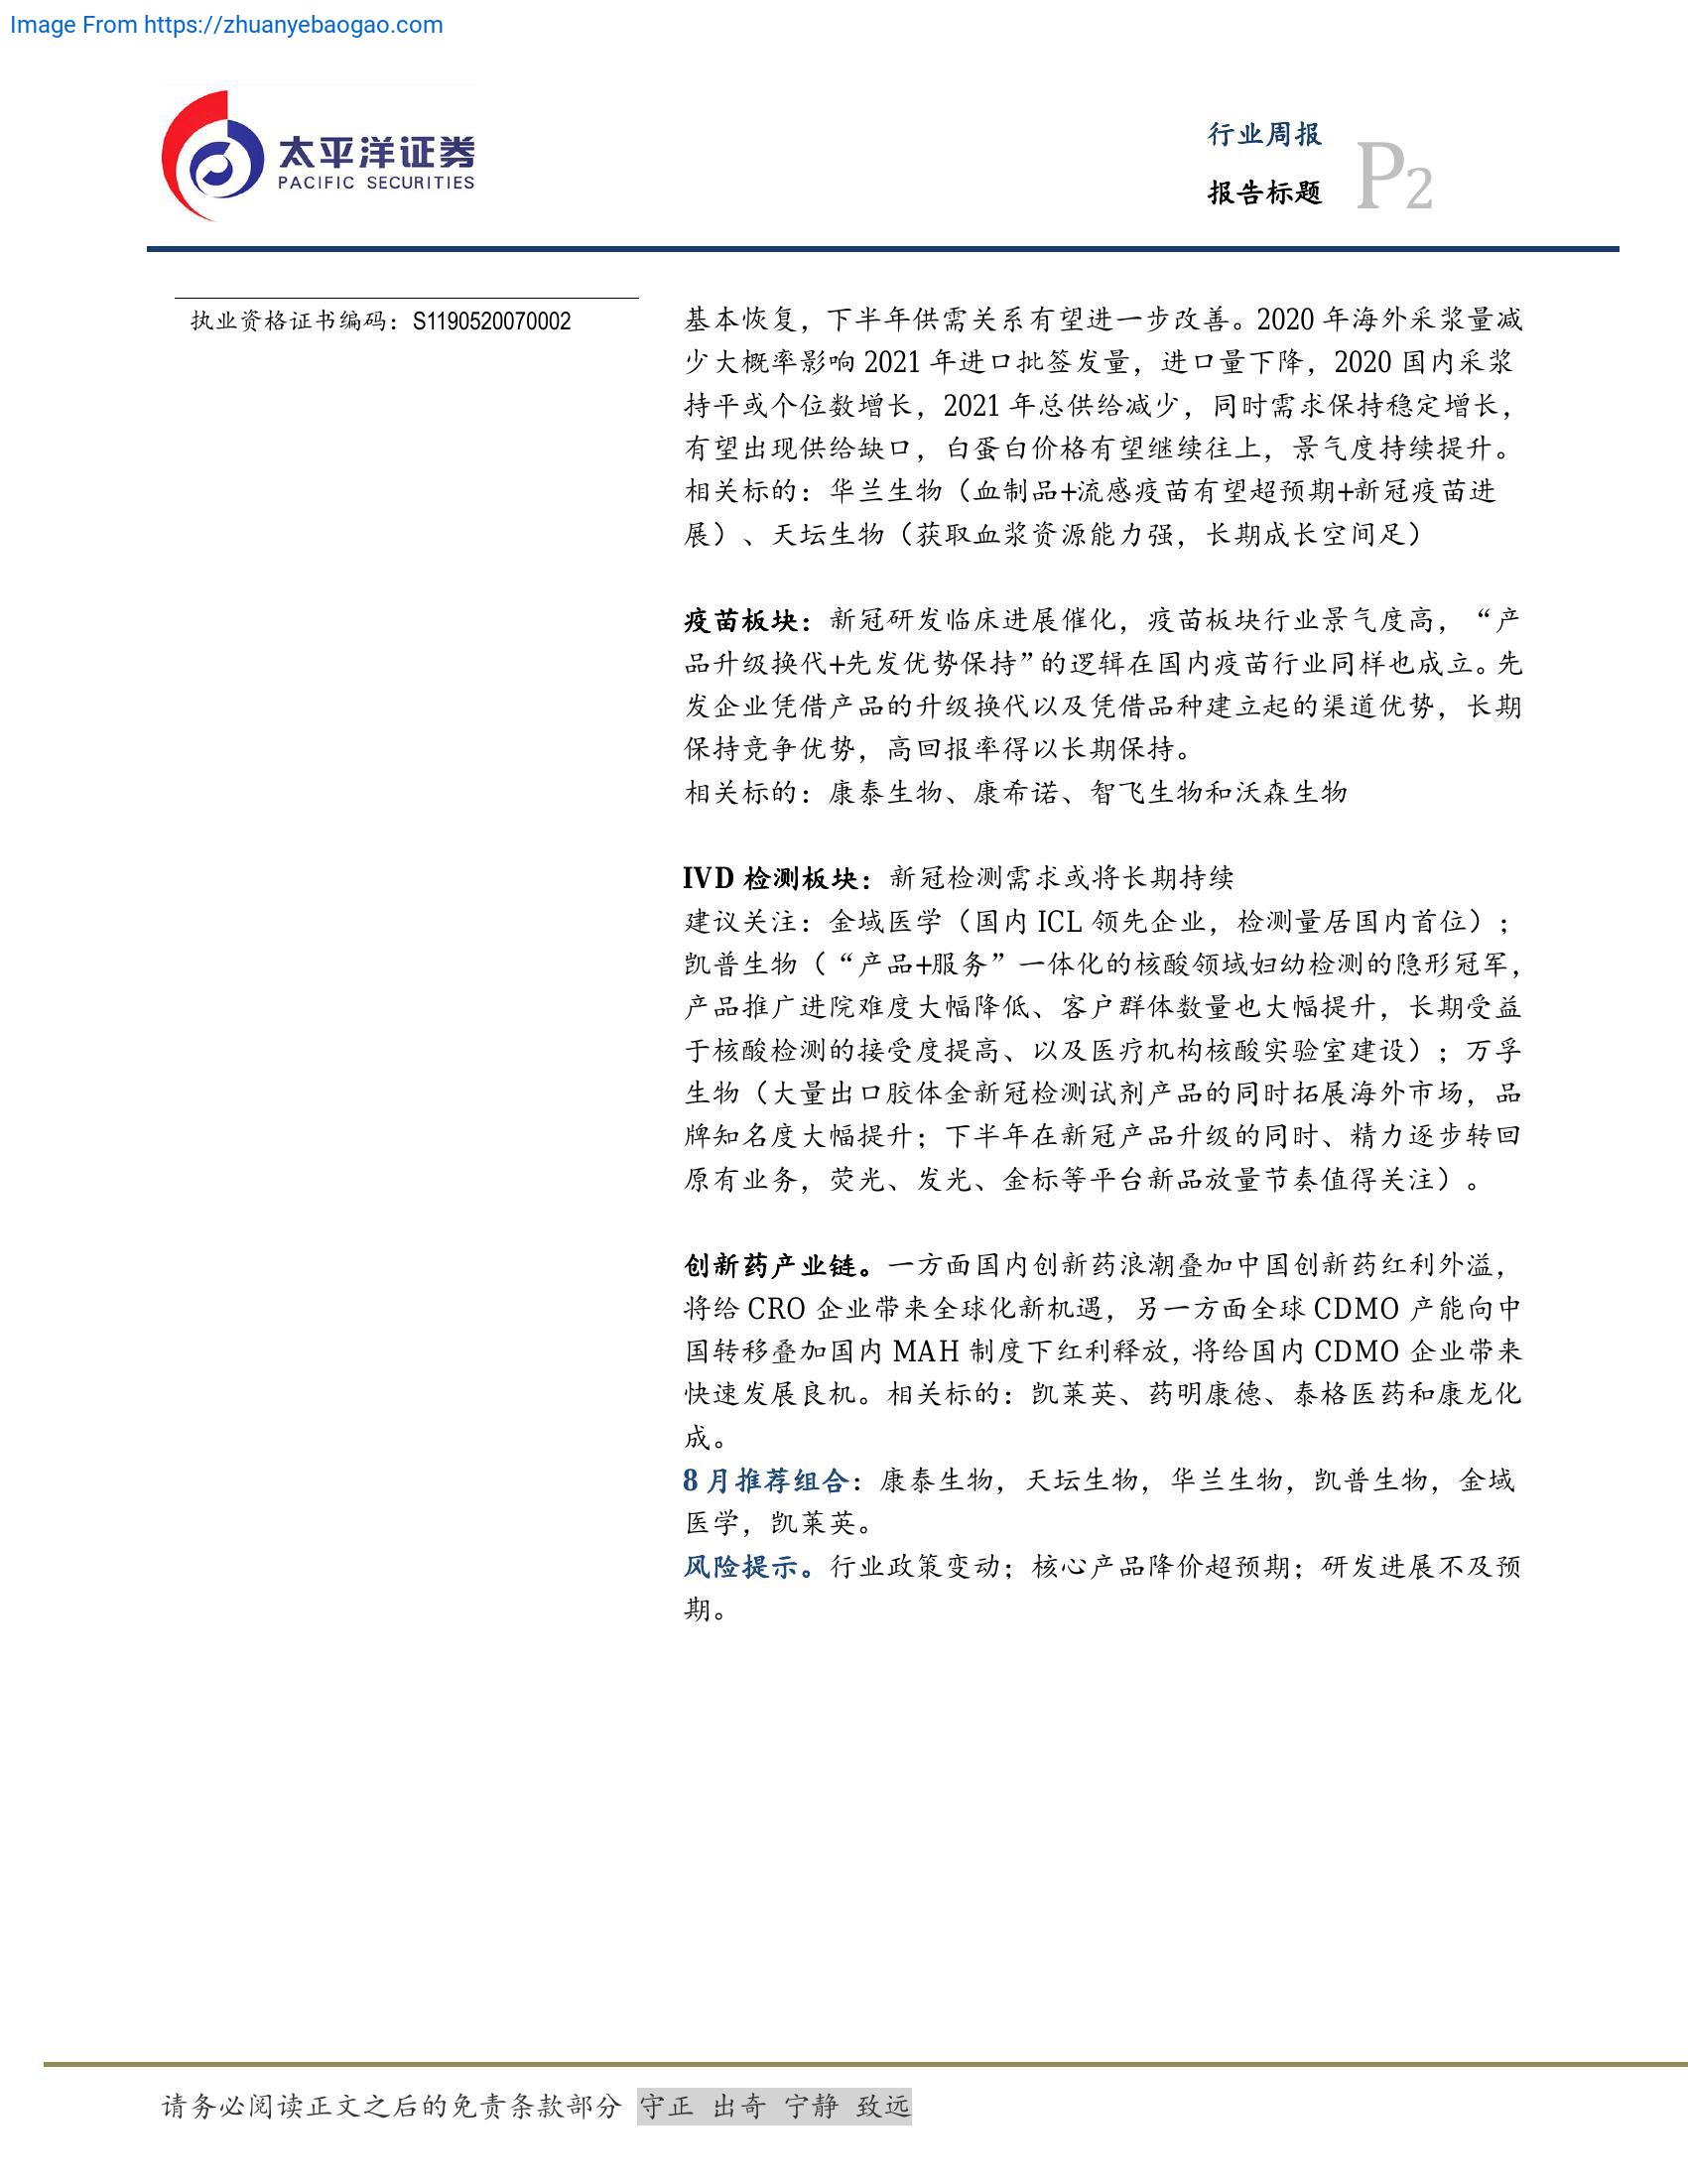 Image From https://zhuanyebaogao.com
太平洋证券
PACIFIC SECURITIES
行业周报
报告标题
P2
执业资格证书编码：S1190520070002
基本恢复，下半年供需关系有望进一步改善。2020 年海外采浆量减
少大概率影响 2021 年进口批签发量，进口量下降，2020 国内采浆
持平或个位数增长，2021 年总供给减少，同时需求保持稳定增长，
有望出现供给缺口，白蛋白价格有望继续往上，景气度持续提升。
相关标的：华兰生物（血制品+流感疫苗有望超预期+新冠疫苗进
展）、天坛生物（获取血浆资源能力强，长期成长空间足）
疫苗板块：新冠研发临床进展催化，疫苗板块行业景气度高，“产
品升级换代+先发优势保持”的逻辑在国内疫苗行业同样也成立。先
发企业凭借产品的升级换代以及凭借品种建立起的渠道优势，长期
保持竞争优势，高回报率得以长期保持。
相关标的：康泰生物、康希诺、智飞生物和沃森生物
IVD 检测板块：新冠检测需求或将长期持续
建议关注：金域医学（国内 ICL 领先企业，检测量居国内首位）；
凯普生物（“产品+服务”一体化的核酸领域妇幼检测的隐形冠军，
产品推广进院难度大幅降低、客户群体数量也大幅提升，长期受益
于核酸检测的接受度提高、以及医疗机构核酸实验室建设）；万孚
生物（大量出口胶体金新冠检测试剂产品的同时拓展海外市场，品
牌知名度大幅提升；下半年在新冠产品升级的同时、精力逐步转回
原有业务，荧光、发光、金标等平台新品放量节奏值得关注）。
创新药产业链。一方面国内创新药浪潮叠加中国创新药红利外溢，
将给 CRO 企业带来全球化新机遇，另一方面全球 CDMO 产能向中
国转移叠加国内 MAH 制度下红利释放，将给国内 CDMO 企业带来
快速发展良机。相关标的：凯莱英、药明康德、泰格医药和康龙化
成。
8 月推荐组合：康泰生物，天坛生物，华兰生物，凯普生物，金域
医学，凯莱英。
风险提示。行业政策变动；核心产品降价超预期；研发进展不及预
期。
请务必阅读正文之后的免责条款部分 守正 出奇 宁静 致远